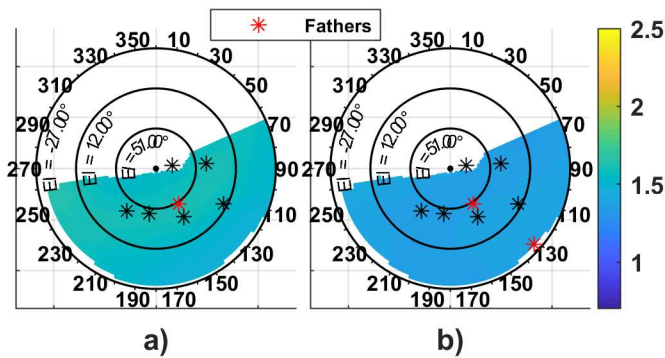 Fathers
350 10
330 30
310 50
290 70
270 90
250 110
230 130
210 150
190 170
El = -27.00°
El = 12.00°
El = 51.00°
a)
350 10
330 30
310 50
290 70
270 90
250 110
230 130
210 150
190 170
El = -27.00°
El = 12.00°
b)
2.5
2
1.5
1